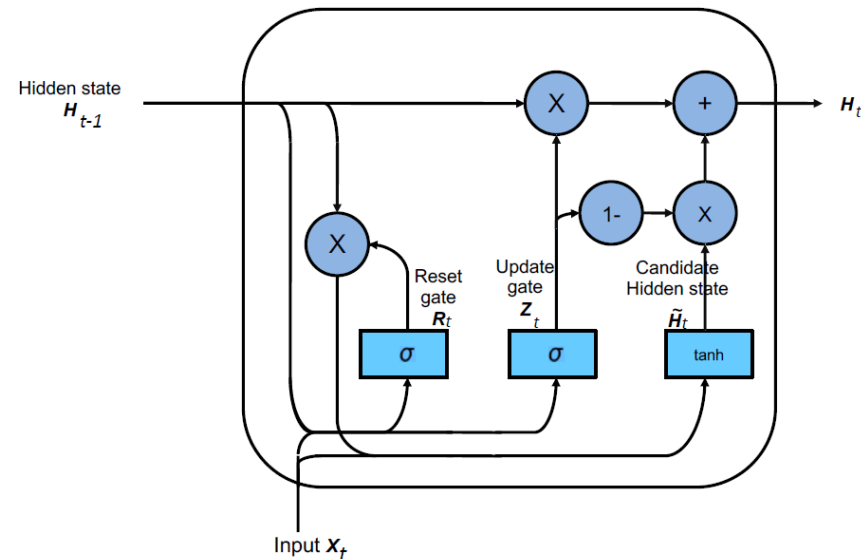 Hidden state
H t-1
X
+
H t
X
1-
X
Reset
gate
R t
Update
gate
Z t
Candidate
Hidden state
H̃ t
σ
σ
tanh
Input X t